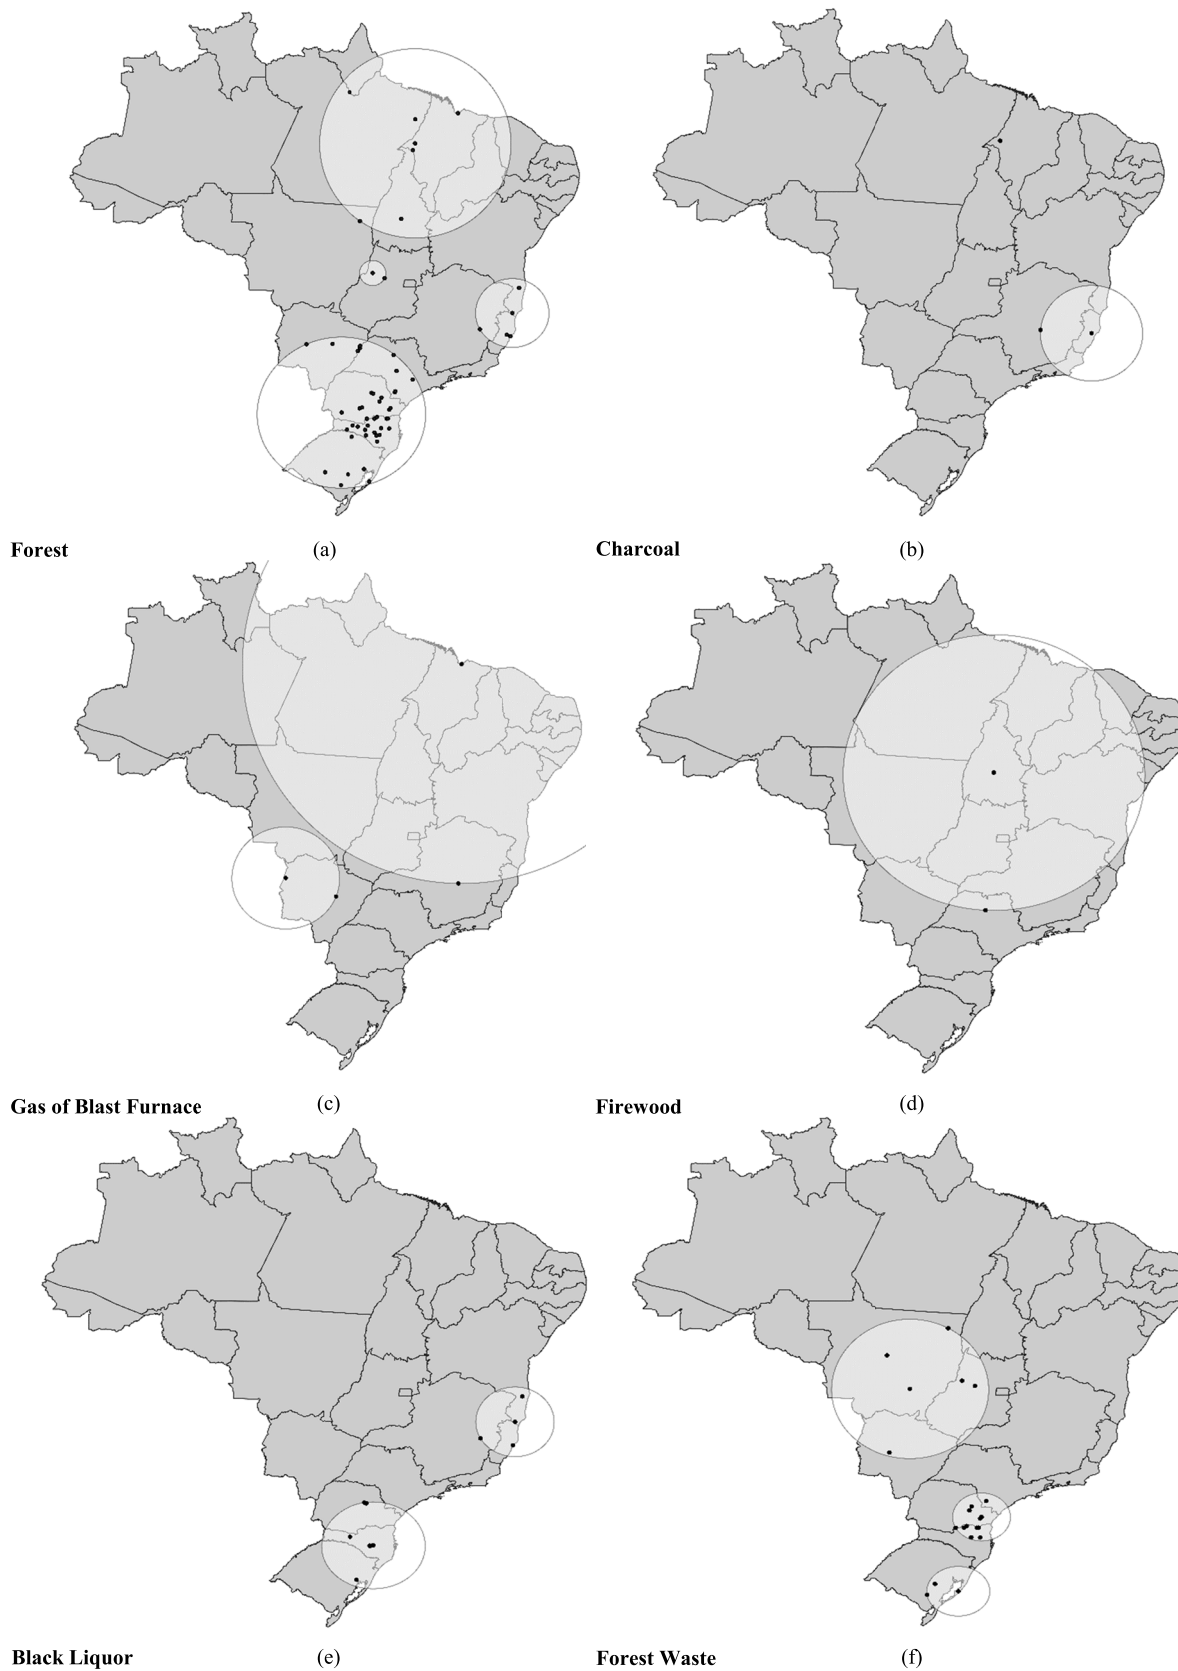 Forest (a)
Charcoal (b)
Gas of Blast Furnace (c)
Firewood (d)
Black Liquor (e)
Forest Waste (f)